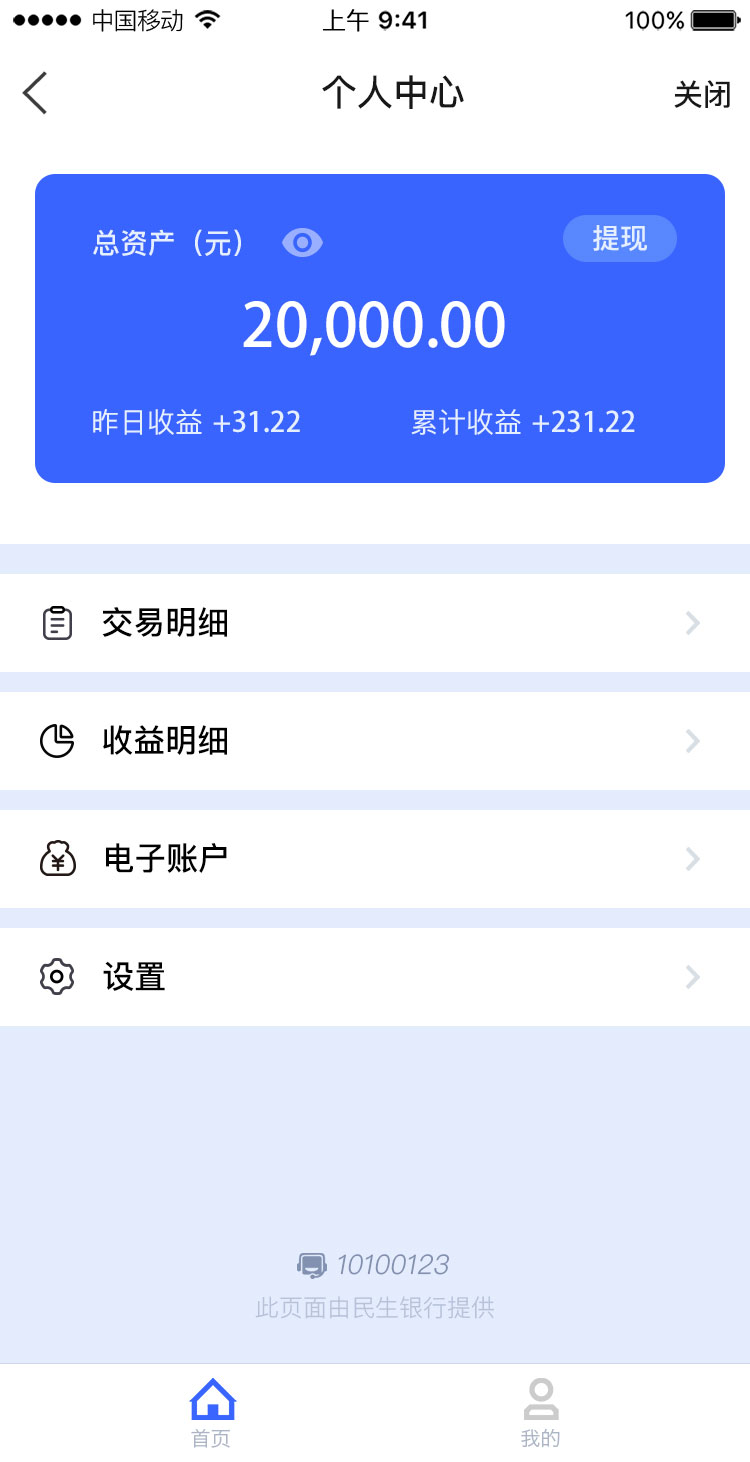 中国移动 上午 9:41 100%
个人中心 关闭
总资产（元） 提现
20,000.00
昨日收益 +31.22 累计收益 +231.22
交易明细
收益明细
电子账户
设置
10100123
此页面由民生银行提供
首页 我的